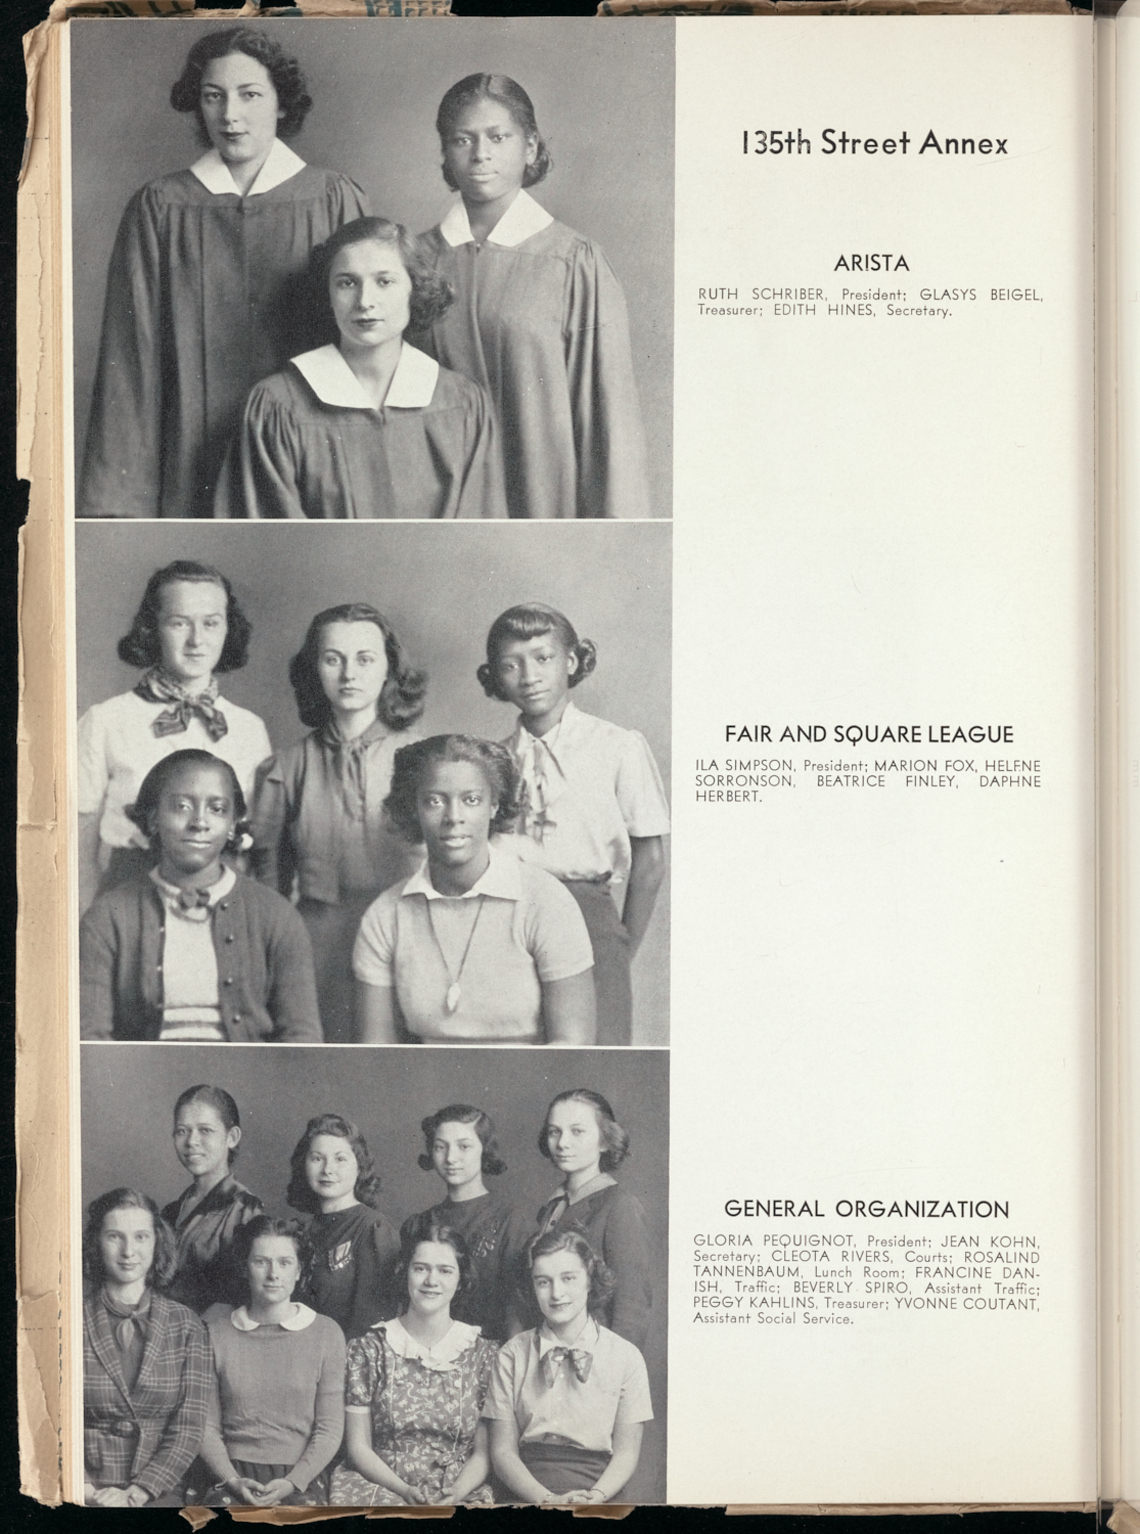 135th Street Annex
ARISTA
RUTH SCHRIBER, President; GLASYS BEIGEL,
Treasurer; EDITH HINES, Secretary.
FAIR AND SQUARE LEAGUE
ILA SIMPSON, President; MARION FOX, HELENE
SORRONSON, BEATRICE FINLEY, DAPHNE
HERBERT.
GENERAL ORGANIZATION
GLORIA PEQUIGNOT, President; JEAN KOHN,
Secretary; CLEOTA RIVERS, Courts; ROSALIND
TANNENBAUM, Lunch Room; FRANCINE DAN-
ISH, Traffic; BEVERLY SPIRO, Assistant Traffic;
PEGGY KAHLINS, Treasurer; YVONNE COUTANT,
Assistant Social Service.